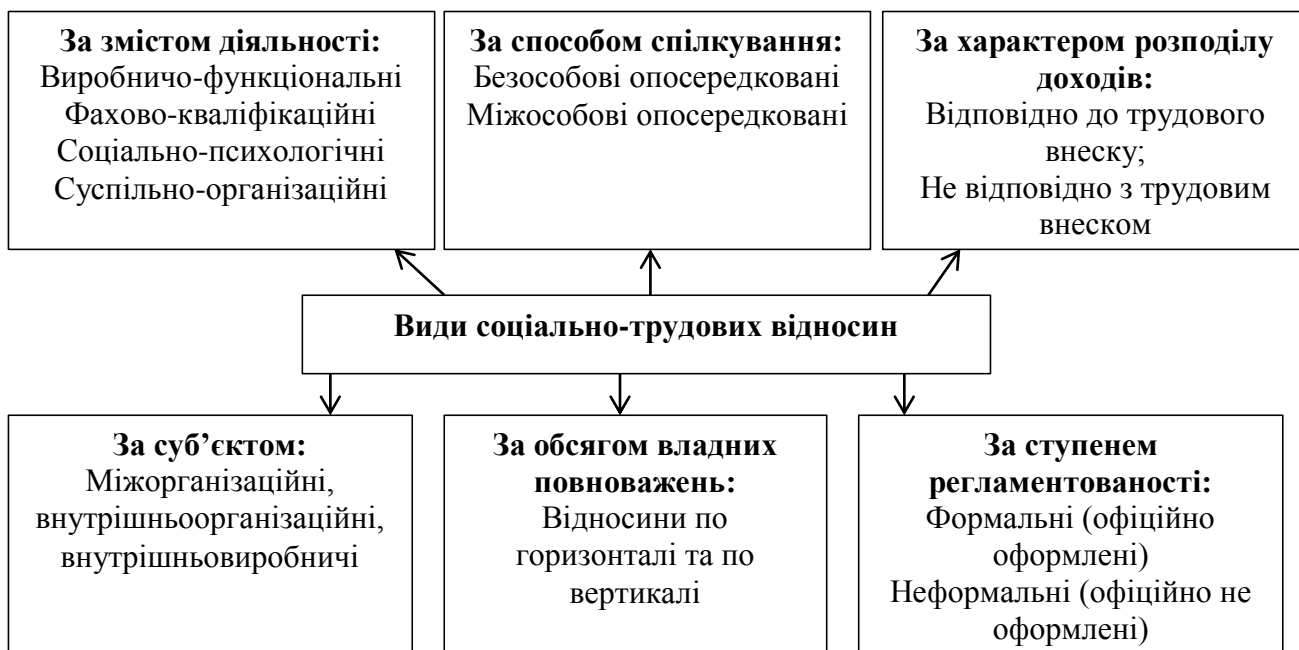 За змістом діяльності:
Виробничо-функціональні
Фахово-кваліфікаційні
Соціально-психологічні
Суспільно-організаційні
За способом спілкування:
Безособові опосередковані
Міжособові опосередковані
За характером розподілу
доходів:
Відповідно до трудового
внеску;
Не відповідно з трудовим
внеском
Види соціально-трудових відносин
За суб’єктом:
Міжорганізаційні,
внутрішньоорганізаційні,
внутрішньовиробничі
За обсягом владних
повноважень:
Відносини по
горизонталі та по
вертикалі
За ступенем
регламентованості:
Формальні (офіційно
оформлені)
Неформальні (офіційно не
оформлені)